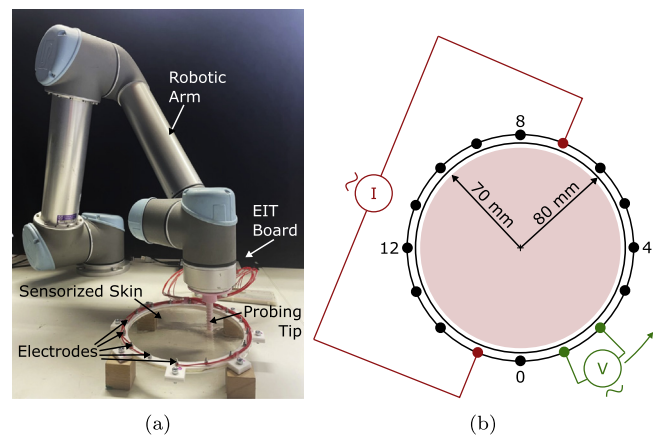 Robotic
Arm
EIT
Board
Sensorized Skin
Probing
Tip
Electrodes
(a)
8
I
70 mm
80 mm
12
4
V
0
(b)